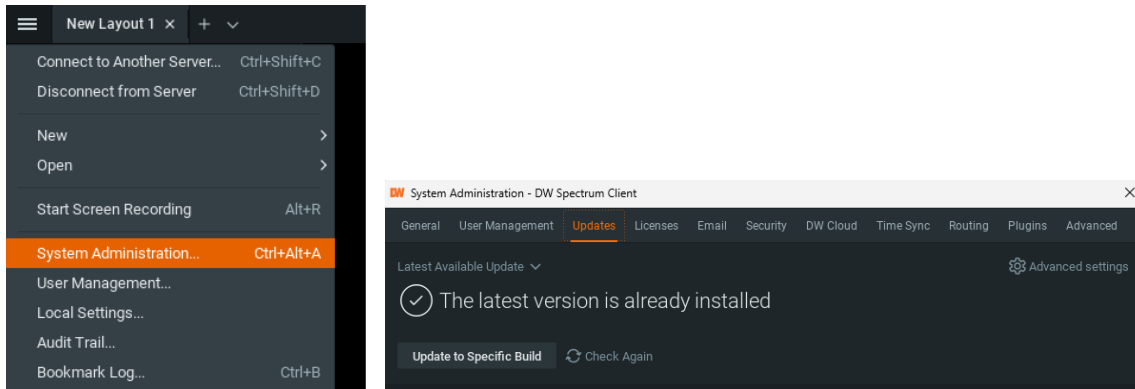 New Layout 1
Connect to Another Server... Ctrl+Shift+C
Disconnect from Server Ctrl+Shift+D
New
Open
Start Screen Recording Alt+R
System Administration... Ctrl+Alt+A
User Management...
Local Settings...
Audit Trail...
Bookmark Log... Ctrl+B
DW System Administration - DW Spectrum Client
General User Management Updates Licenses Email Security DW Cloud Time Sync Routing Plugins Advanced
Latest Available Update Advanced settings
The latest version is already installed
Update to Specific Build Check Again